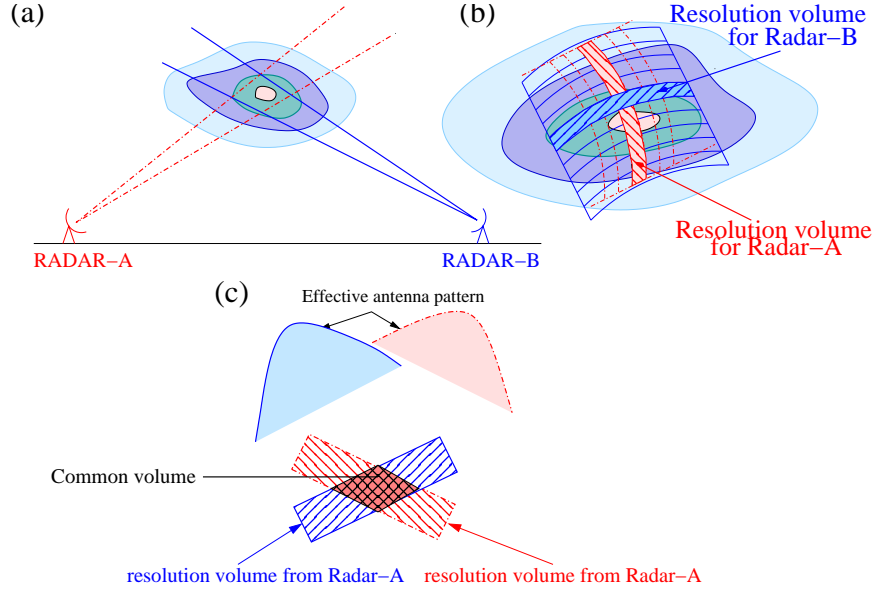 (a)
RADAR–A
RADAR–B
(b)
Resolution volume
for Radar–B
Resolution volume
for Radar–A
(c)
Effective antenna pattern
Common volume
resolution volume from Radar–A
resolution volume from Radar–A